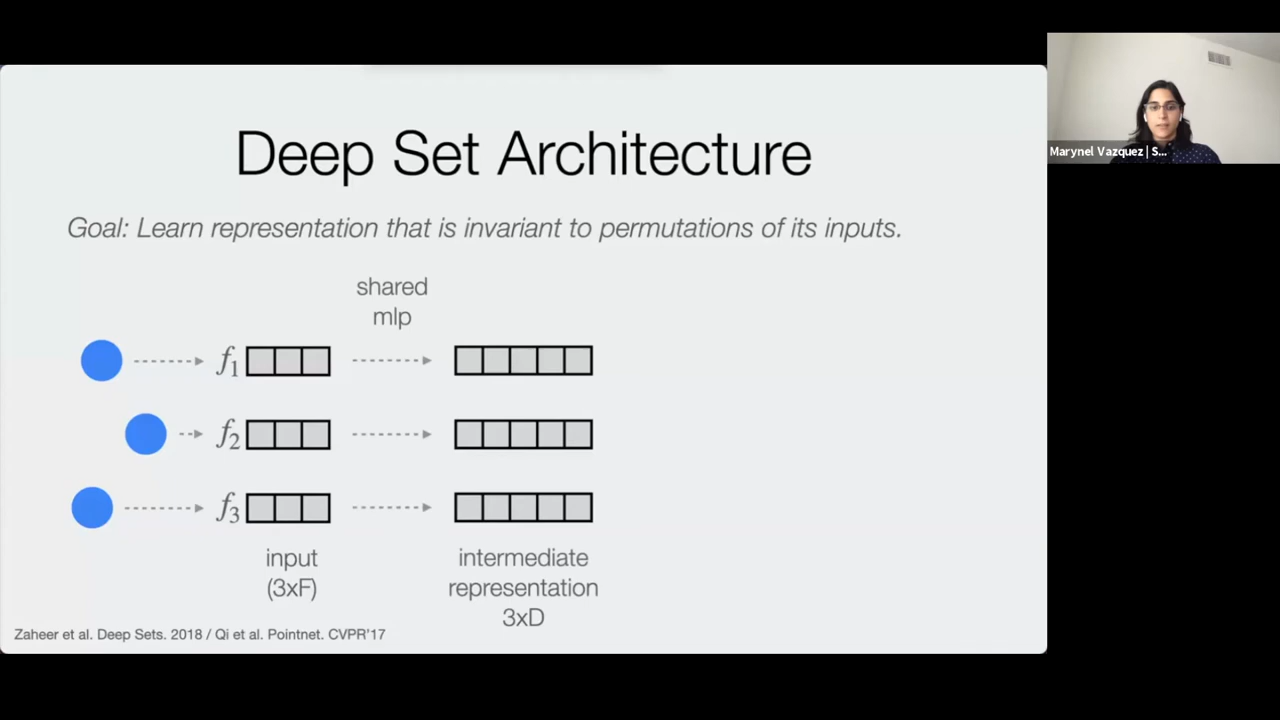 Deep Set Architecture
Goal: Learn representation that is invariant to permutations of its inputs.
shared
mlp
f1
f2
f3
input
(3xF)
intermediate
representation
3xD
Zaheer et al. Deep Sets. 2018 / Qi et al. Pointnet. CVPR'17
Marynel Vazquez | S...